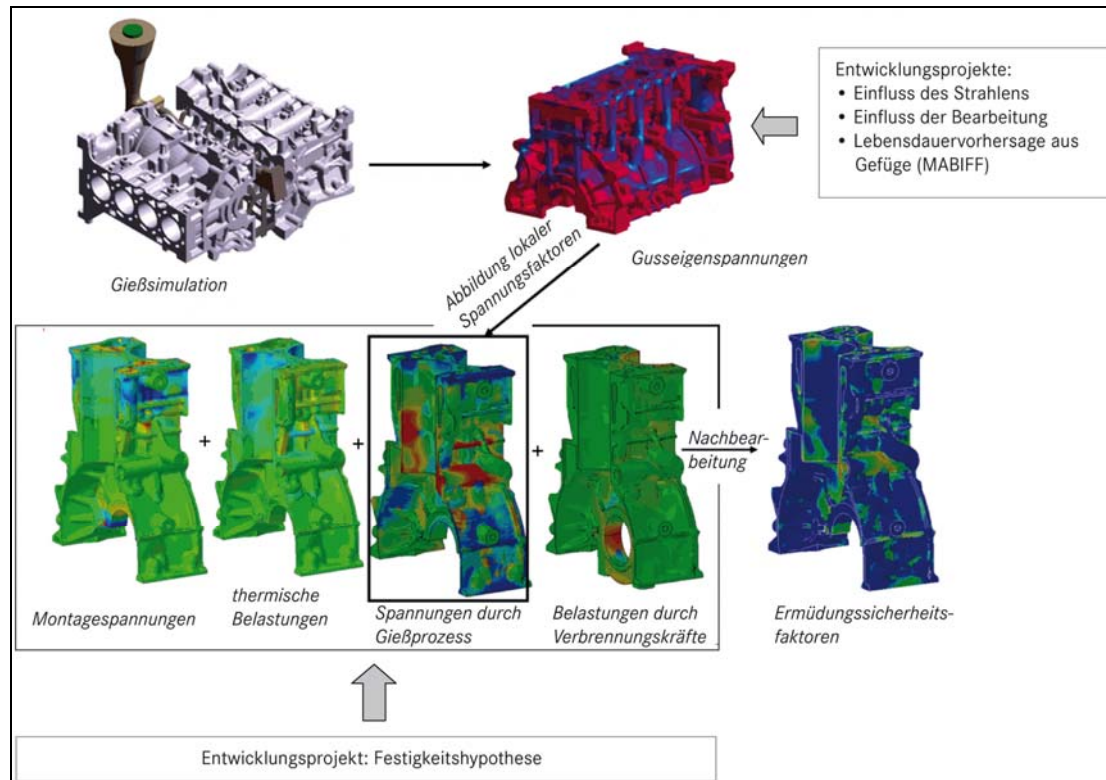 Entwicklungsprojekte:
• Einfluss des Strahlens
• Einfluss der Bearbeitung
• Lebensdauervorhersage aus
Gefüge (MABIFF)
Gießsimulation
Gusseigenspannungen
Abbildung lokaler
Spannungsfaktoren
+
+
+
Nachbear-
beitung
Montagespannungen
thermische
Belastungen
Spannungen durch
Gießprozess
Belastungen durch
Verbrennungskräfte
Ermüdungssicherheits-
faktoren
Entwicklungsprojekt: Festigkeitshypothese